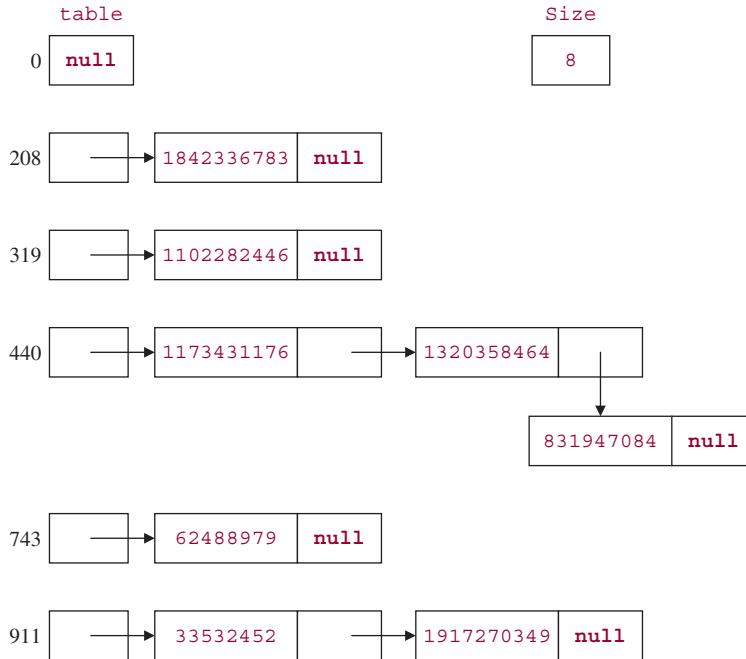 table Size
0 null 8
208 1842336783 null
319 1102282446 null
440 1173431176 1320358464
831947084 null
743 62488979 null
911 33532452 1917270349 null